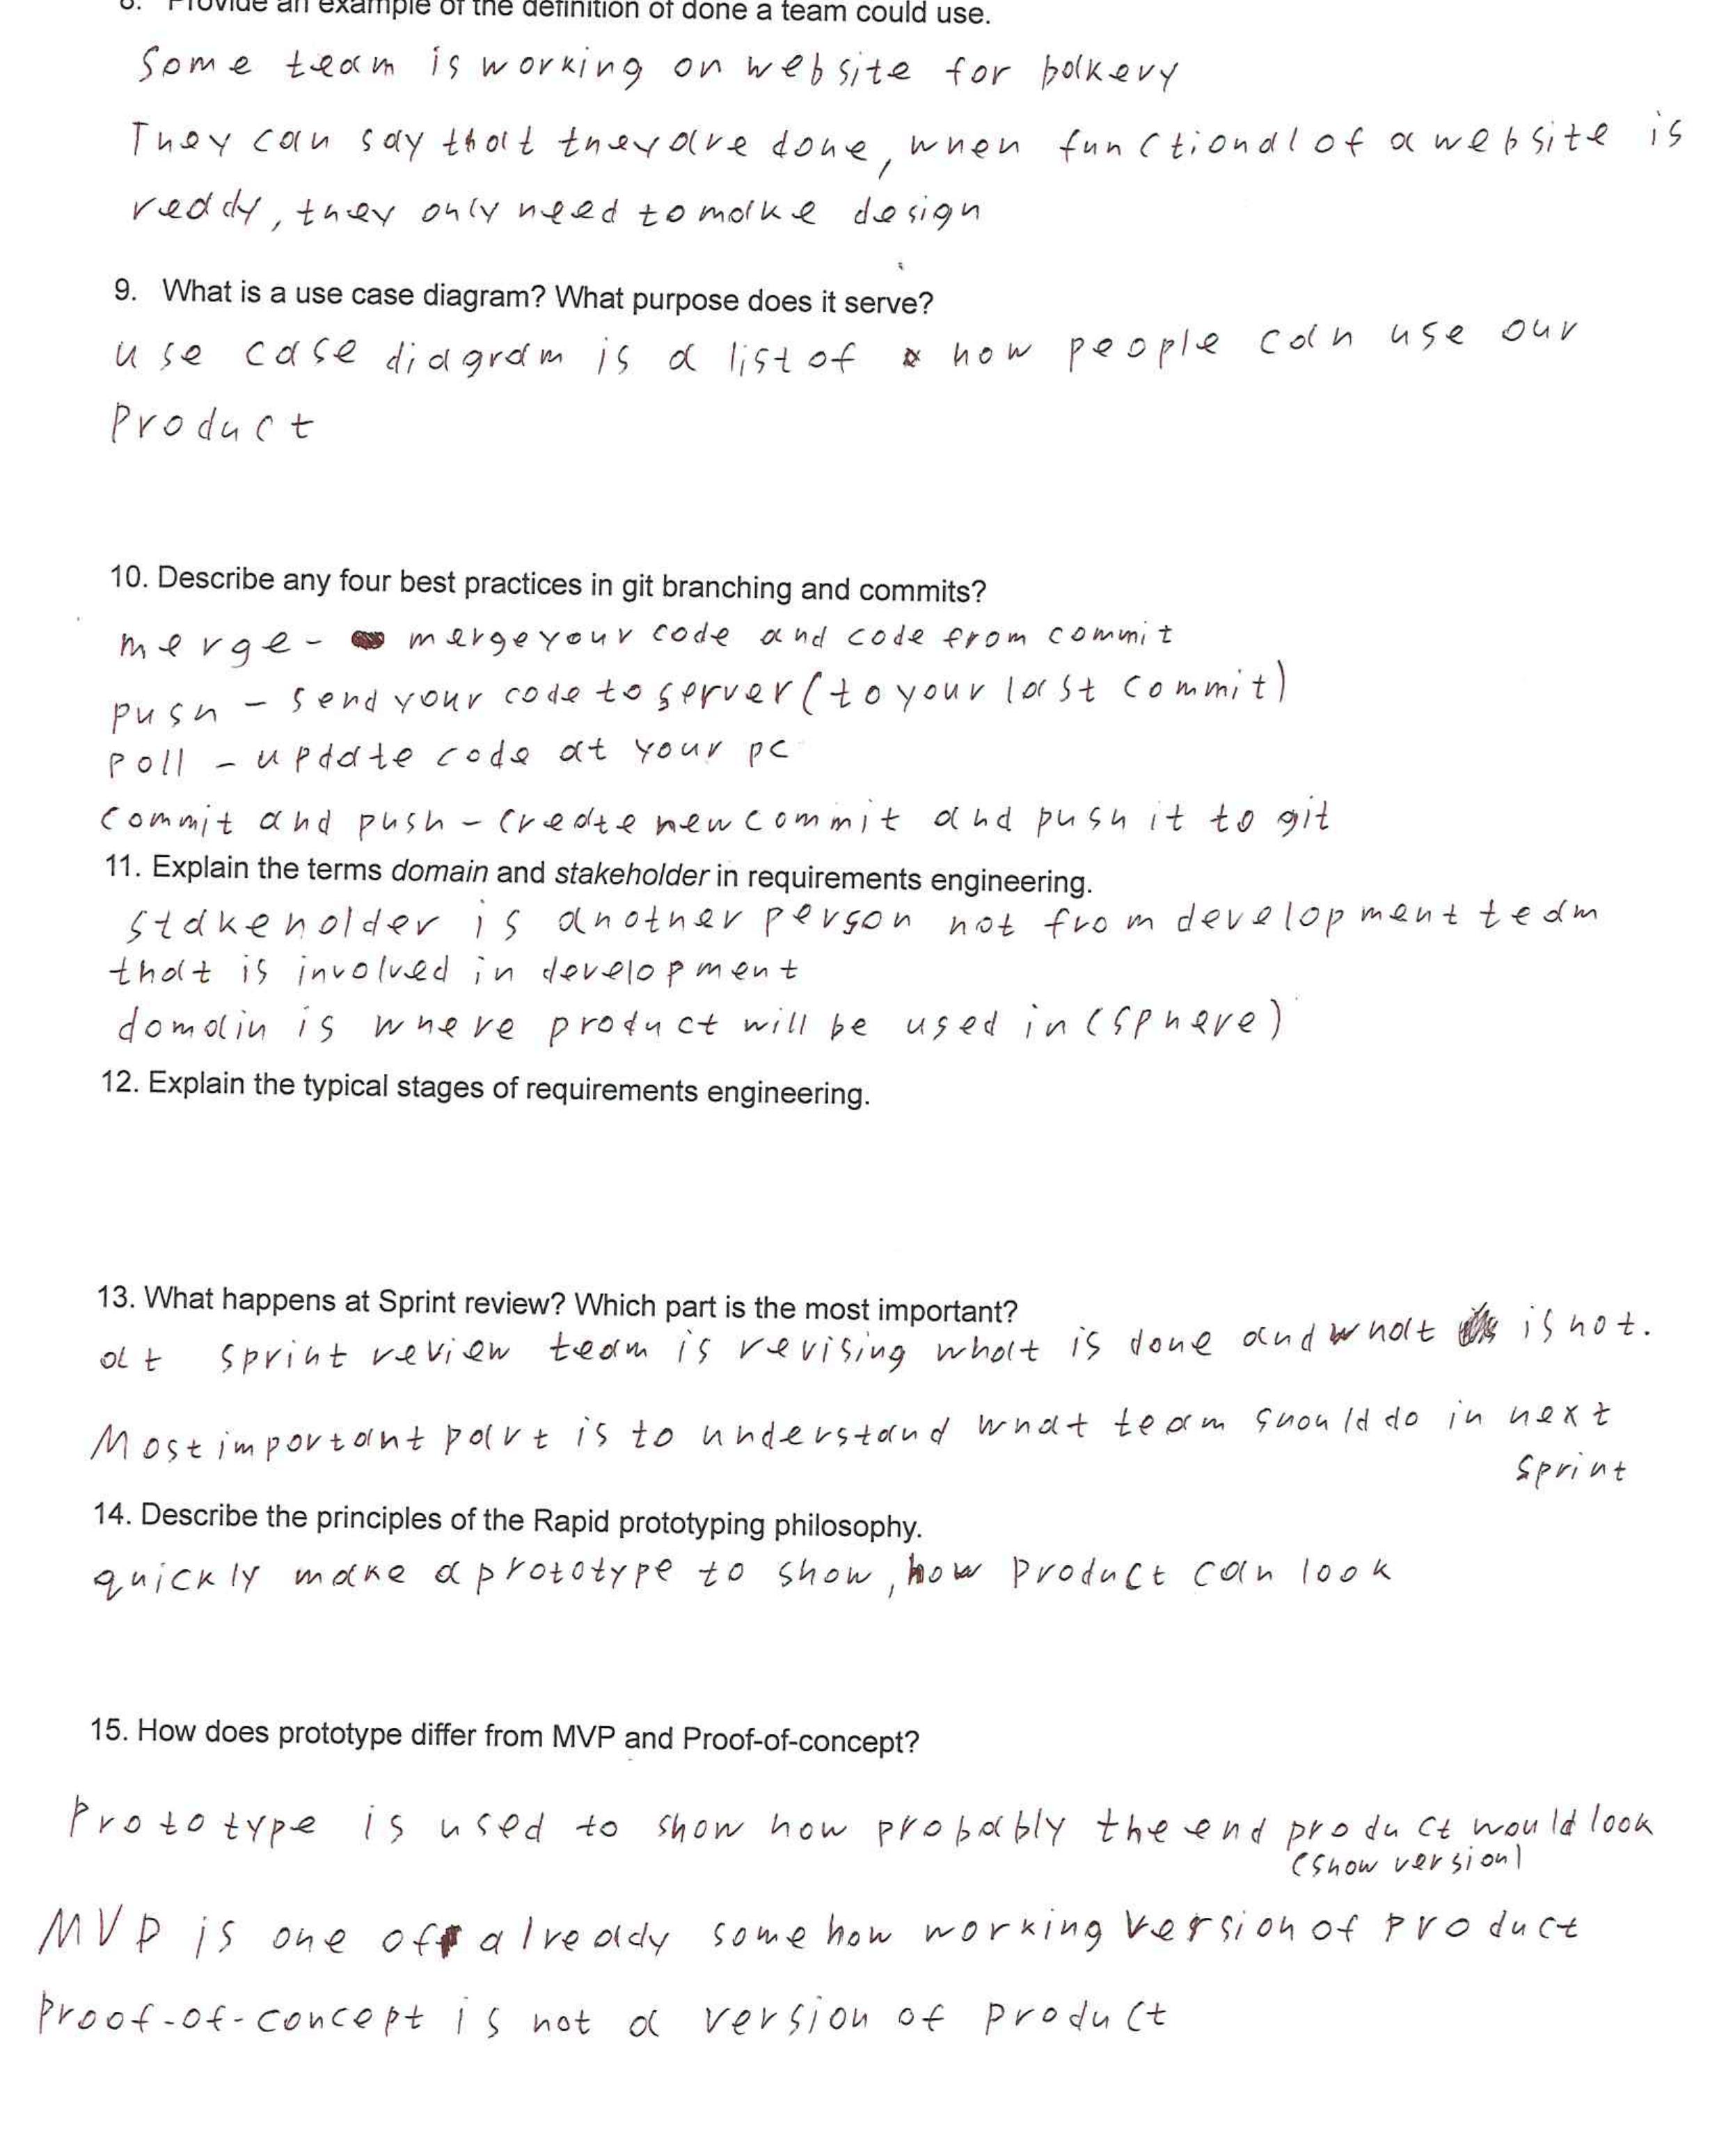 8. Provide an example of the definition of done a team could use.
Some team is working on website for bakery
They can say that they are done, when functional of a website is
ready, they only need to make design
9. What is a use case diagram? What purpose does it serve?
use case diagram is a list of how people can use our
product
10. Describe any four best practices in git branching and commits?
merge - merge your code and code from commit
push - send your code to server (to your last commit)
poll - update code at your pc
commit and push - create new commit and push it to git
11. Explain the terms domain and stakeholder in requirements engineering.
stakeholder is another person not from development team
that is involved in development
domain is where product will be used in (sphere)
12. Explain the typical stages of requirements engineering.
13. What happens at Sprint review? Which part is the most important?
at sprint review team is revising what is done and what is not.
Most important part is to understand what team should do in next
sprint
14. Describe the principles of the Rapid prototyping philosophy.
quickly make a prototype to show, how product can look
15. How does prototype differ from MVP and Proof-of-concept?
Prototype is used to show how probably the end product would look
(show version)
MVP is one of already somehow working version of product
Proof-of-concept is not a version of product